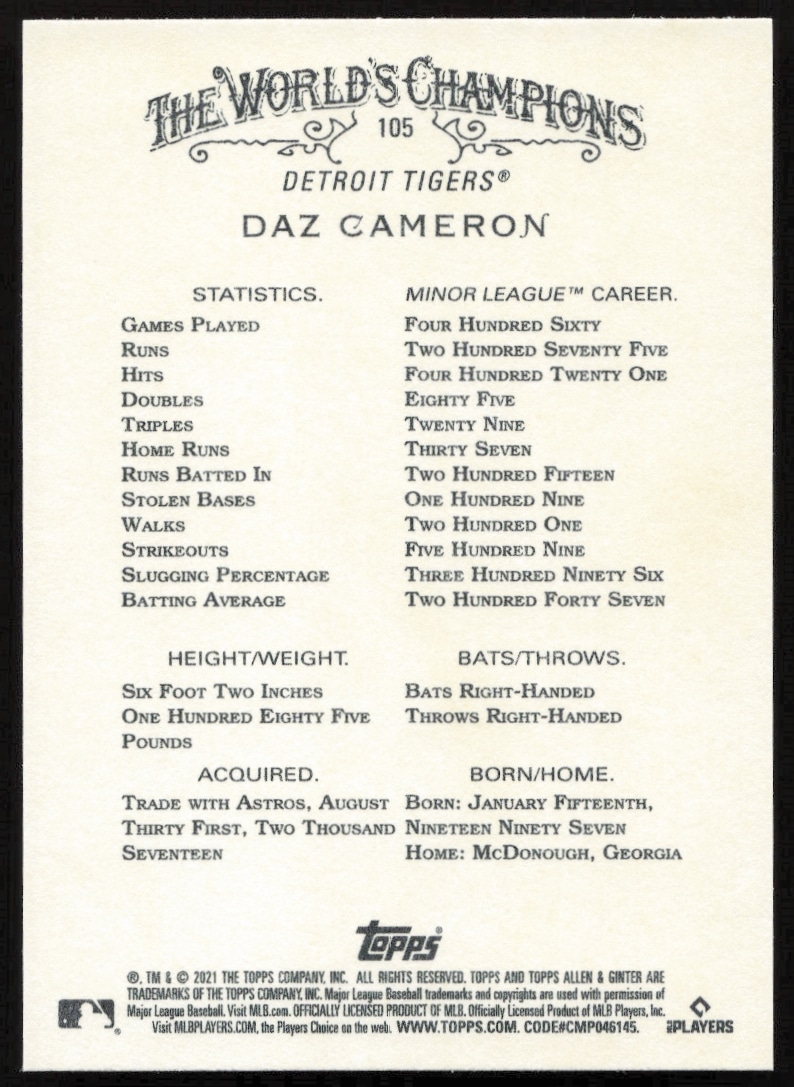 THE WORLD'S CHAMPIONS
105
DETROIT TIGERS®
DAZ CAMERON
STATISTICS. MINOR LEAGUE™ CAREER.
GAMES PLAYED FOUR HUNDRED SIXTY
RUNS TWO HUNDRED SEVENTY FIVE
HITS FOUR HUNDRED TWENTY ONE
DOUBLES EIGHTY FIVE
TRIPLES TWENTY NINE
HOME RUNS THIRTY SEVEN
RUNS BATTED IN TWO HUNDRED FIFTEEN
STOLEN BASES ONE HUNDRED NINE
WALKS TWO HUNDRED ONE
STRIKEOUTS FIVE HUNDRED NINE
SLUGGING PERCENTAGE THREE HUNDRED NINETY SIX
BATTING AVERAGE TWO HUNDRED FORTY SEVEN
HEIGHT/WEIGHT.
SIX FOOT TWO INCHES
ONE HUNDRED EIGHTY FIVE
POUNDS
BATS/THROWS.
BATS RIGHT-HANDED
THROWS RIGHT-HANDED
ACQUIRED.
TRADE WITH ASTROS, AUGUST
THIRTY FIRST, TWO THOUSAND
SEVENTEEN
BORN/HOME.
BORN: JANUARY FIFTEENTH,
NINETEEN NINETY SEVEN
HOME: MCDONOUGH, GEORGIA
topps®
®, TM & © 2021 THE TOPPS COMPANY, INC. ALL RIGHTS RESERVED. TOPPS AND TOPPS ALLEN & GINTER ARE
TRADEMARKS OF THE TOPPS COMPANY, INC. Major League Baseball trademarks and copyrights are used with permission of
Major League Baseball. Visit MLB.com. OFFICIALLY LICENSED PRODUCT OF MLB. Officially Licensed Product of MLB Players, Inc.
Visit MLBPLAYERS.COM, the Players Choice on the web. WWW.TOPPS.COM. CODE#CMP046145.
MLB PLAYERS